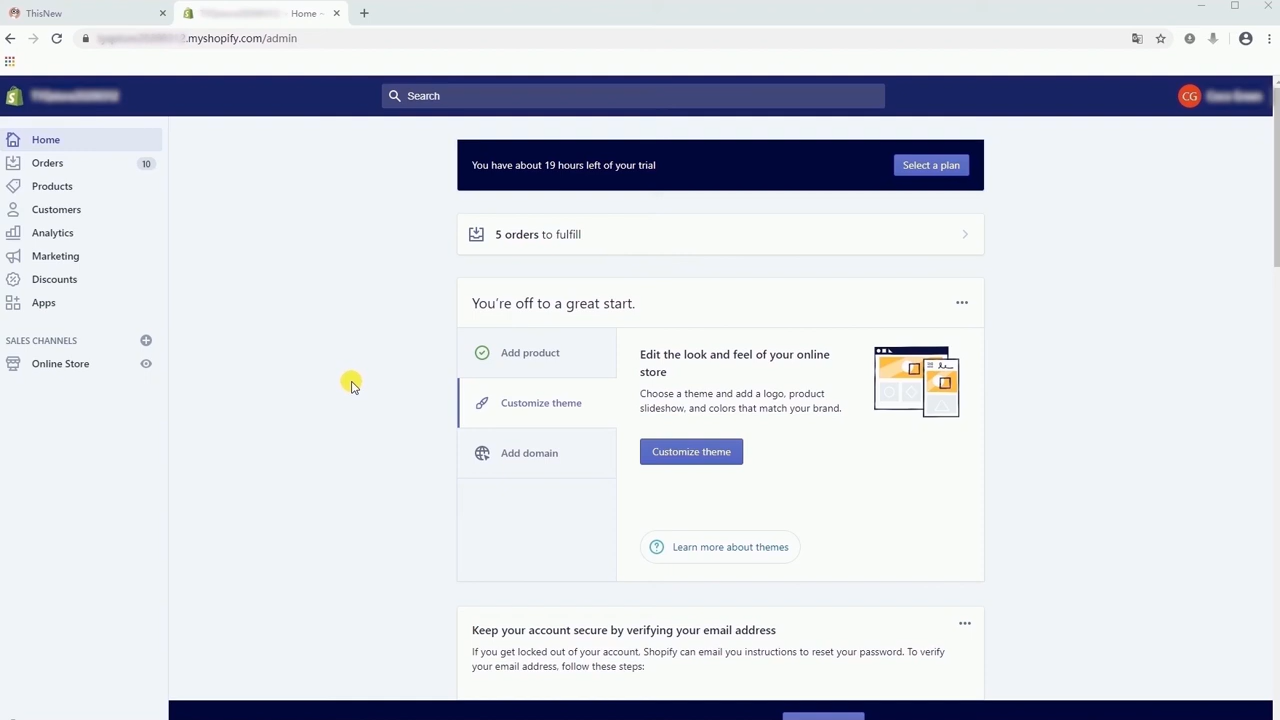 ThisNew
Home -
.myshopify.com/admin
Search
CG
Home
Orders
10
Products
Customers
Analytics
Marketing
Discounts
Apps
SALES CHANNELS
Online Store
You have about 19 hours left of your trial
Select a plan
5 orders to fulfill
You're off to a great start.
Add product
Customize theme
Add domain
Edit the look and feel of your online
store
Choose a theme and add a logo, product
slideshow, and colors that match your brand.
Customize theme
Learn more about themes
Keep your account secure by verifying your email address
If you get locked out of your account, Shopify can email you instructions to reset your password. To verify
your email address, follow these steps: